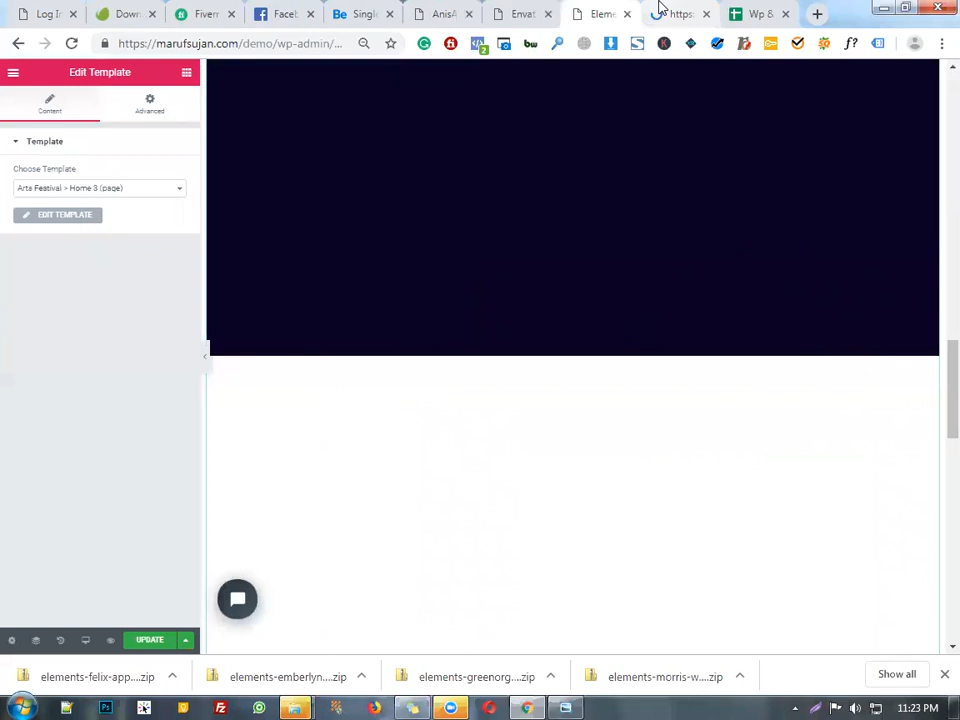 Log In
Down
Fiverr
Faceb
Single
AnisA
Envat
Eleme
https:
Wp &
https://marufsujan.com/demo/wp-admin/...
2
Edit Template
Content
Advanced
Template
Choose Template
Arts Festival > Home 3 (page)
EDIT TEMPLATE
UPDATE
elements-felix-app....zip
elements-emberlyn....zip
elements-greenorg....zip
elements-morris-w....zip
Show all
11:23 PM